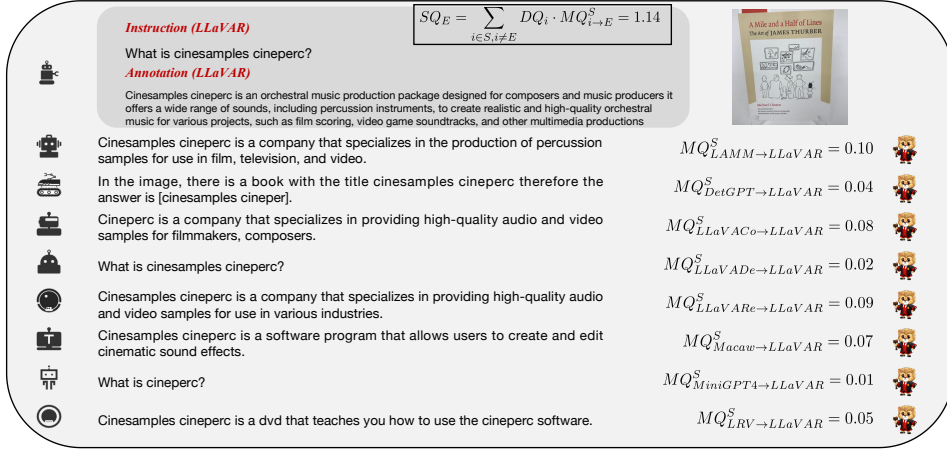 Instruction (LLaVAR)
SQ_E = ∑_{i∈S,i≠E} DQ_i · MQ^S_{i→E} = 1.14
What is cinesamples cineperc?
Annotation (LLaVAR)
Cinesamples cineperc is an orchestral music production package designed for composers and music producers it
offers a wide range of sounds, including percussion instruments, to create realistic and high-quality orchestral
music for various projects, such as film scoring, video game soundtracks, and other multimedia productions
A Mile and a Half of Lines
The Art of JAMES THURBER
Cinesamples cineperc is a company that specializes in the production of percussion
samples for use in film, television, and video.
MQ^S_{LAMM→LLaVAR} = 0.10
In the image, there is a book with the title cinesamples cineperc therefore the
answer is [cinesamples cineper].
MQ^S_{DetGPT→LLaVAR} = 0.04
Cineperc is a company that specializes in providing high-quality audio and video
samples for filmmakers, composers.
MQ^S_{LLaVACo→LLaVAR} = 0.08
What is cinesamples cineperc?
MQ^S_{LLaVADe→LLaVAR} = 0.02
Cinesamples cineperc is a company that specializes in providing high-quality audio
and video samples for use in various industries.
MQ^S_{LLaVARe→LLaVAR} = 0.09
T
Cinesamples cineperc is a software program that allows users to create and edit
cinematic sound effects.
MQ^S_{Macaw→LLaVAR} = 0.07
What is cineperc?
MQ^S_{MiniGPT4→LLaVAR} = 0.01
Cinesamples cineperc is a dvd that teaches you how to use the cineperc software.
MQ^S_{LRV→LLaVAR} = 0.05